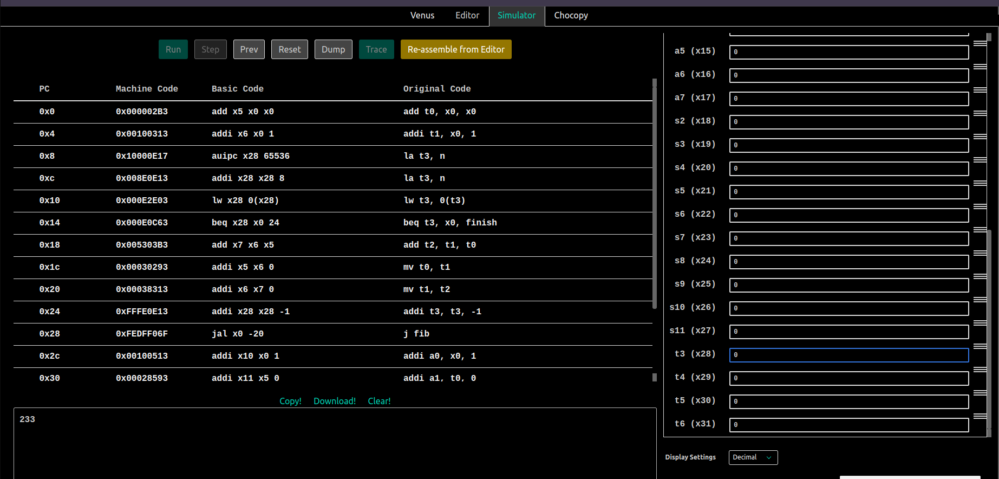 Venus Editor Simulator Chocopy
Run Step Prev Reset Dump Trace Re-assemble from Editor
PC Machine Code Basic Code Original Code
0x0 0x000002B3 add x5 x0 x0 add t0, x0, x0
0x4 0x00100313 addi x6 x0 1 addi t1, x0, 1
0x8 0x10000E17 auipc x28 65536 la t3, n
0xc 0x008E0E13 addi x28 x28 8 la t3, n
0x10 0x000E2E03 lw x28 0(x28) lw t3, 0(t3)
0x14 0x000E0C63 beq x28 x0 24 beq t3, x0, finish
0x18 0x005303B3 add x7 x6 x5 add t2, t1, t0
0x1c 0x00030293 addi x5 x6 0 mv t0, t1
0x20 0x00038313 addi x6 x7 0 mv t1, t2
0x24 0xFFFE0E13 addi x28 x28 -1 addi t3, t3, -1
0x28 0xFEDFF06F jal x0 -20 j fib
0x2c 0x00100513 addi x10 x0 1 addi a0, x0, 1
0x30 0x00028593 addi x11 x5 0 addi a1, t0, 0
Copy! Download! Clear!
233
a5 (x15) 0
a6 (x16) 0
a7 (x17) 0
s2 (x18) 0
s3 (x19) 0
s4 (x20) 0
s5 (x21) 0
s6 (x22) 0
s7 (x23) 0
s8 (x24) 0
s9 (x25) 0
s10 (x26) 0
s11 (x27) 0
t3 (x28) 0
t4 (x29) 0
t5 (x30) 0
t6 (x31) 0
Display Settings Decimal